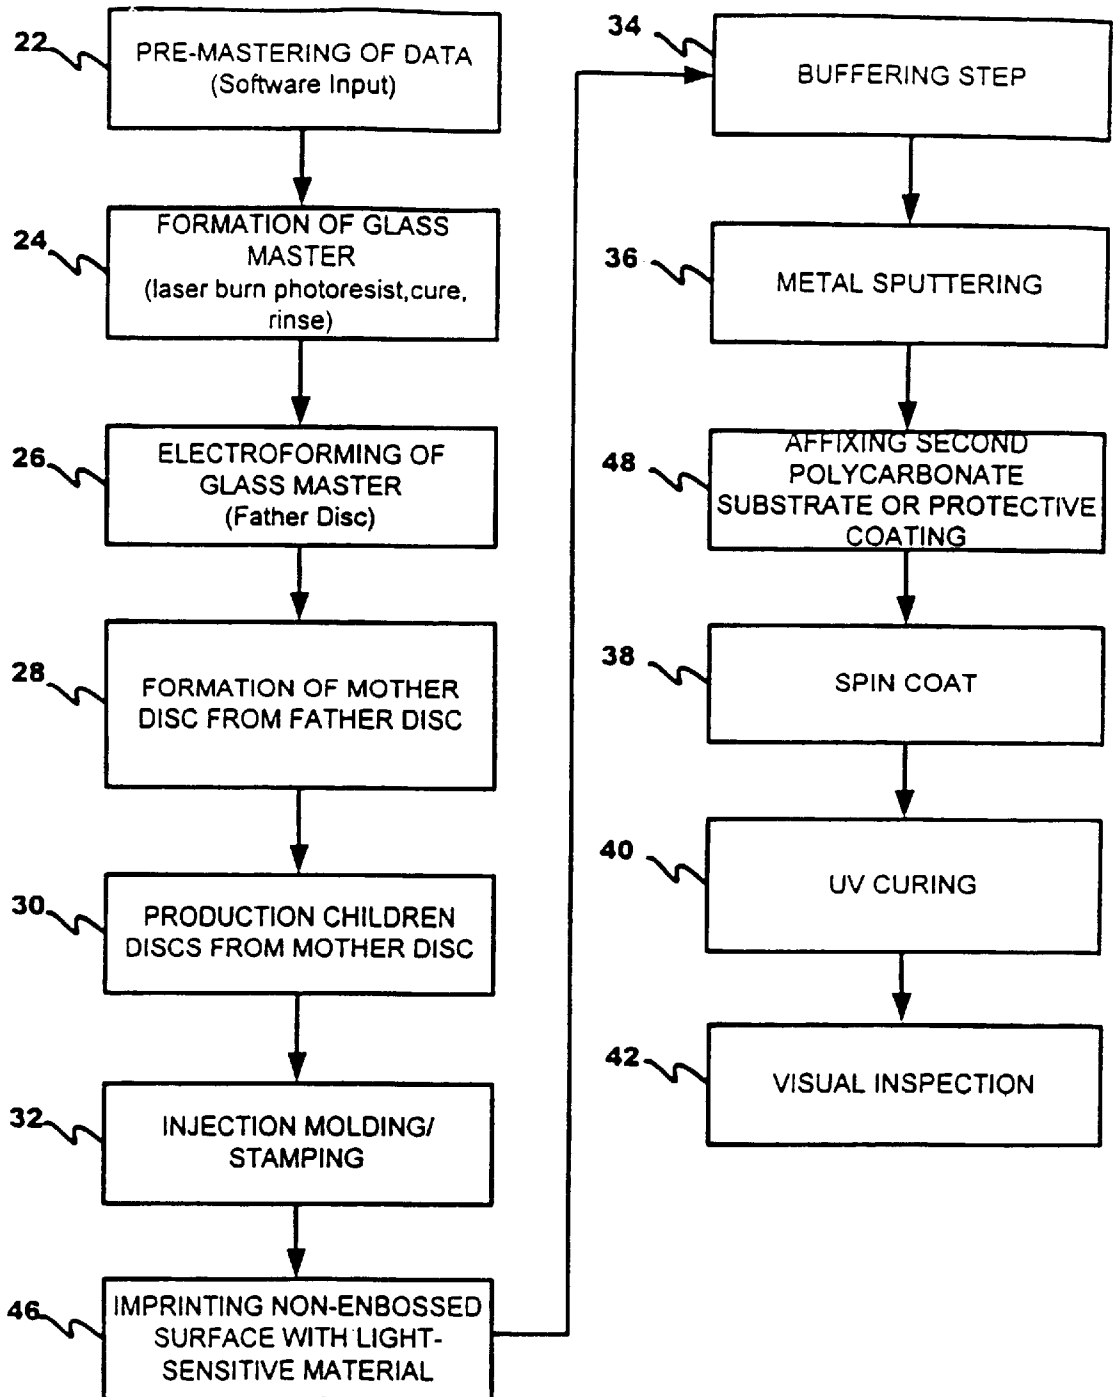 22
PRE-MASTERING OF DATA
(Software Input)
24
FORMATION OF GLASS
MASTER
(laser burn photoresist,cure,
rinse)
26
ELECTROFORMING OF
GLASS MASTER
(Father Disc)
28
FORMATION OF MOTHER
DISC FROM FATHER DISC
30
PRODUCTION CHILDREN
DISCS FROM MOTHER DISC
32
INJECTION MOLDING/
STAMPING
46
IMPRINTING NON-ENBOSSED
SURFACE WITH LIGHT-
SENSITIVE MATERIAL
34
BUFFERING STEP
36
METAL SPUTTERING
48
AFFIXING SECOND
POLYCARBONATE
SUBSTRATE OR PROTECTIVE
COATING
38
SPIN COAT
40
UV CURING
42
VISUAL INSPECTION